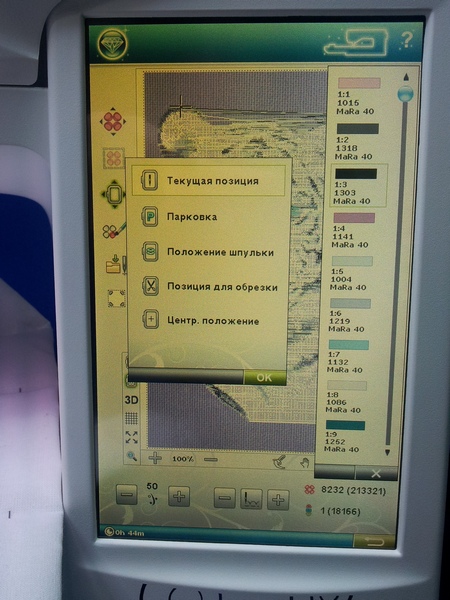 ?
1:1
1015
MaRa 40
1:2
1318
MaRa 40
1:3
1303
MaRa 40
1:4
1141
MaRa 40
1:5
1004
MaRa 40
1:6
1219
MaRa 40
1:7
1132
MaRa 40
1:8
1086
MaRa 40
1:9
1252
MaRa 40
Текущая позиция
P Парковка
Положение шпульки
Позиция для обрезки
Центр. положение
OK
3D
100%
50
8232 (213321)
1 (18166)
0h 44m